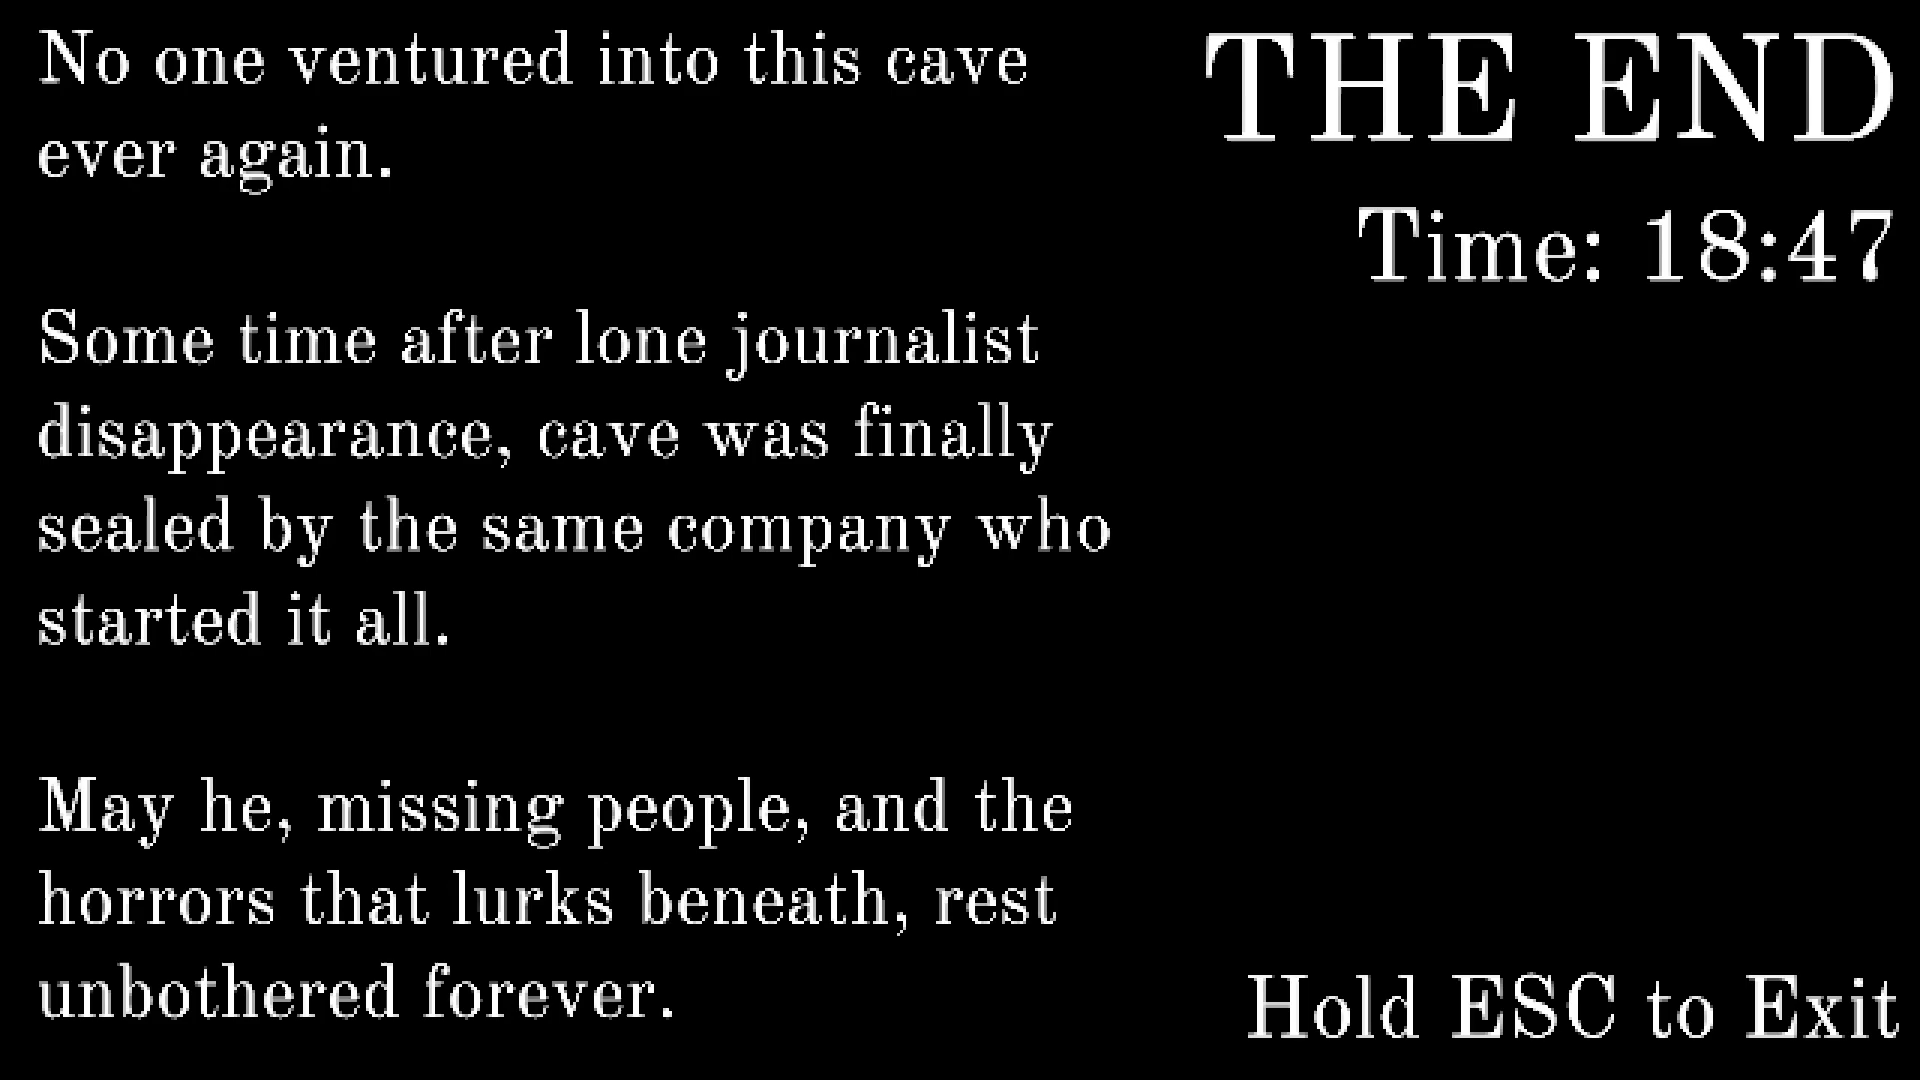 No one ventured into this cave
ever again.
Some time after lone journalist
disappearance, cave was finally
sealed by the same company who
started it all.
May he, missing people, and the
horrors that lurks beneath, rest
unbothered forever.
THE END
Time: 18:47
Hold ESC to Exit